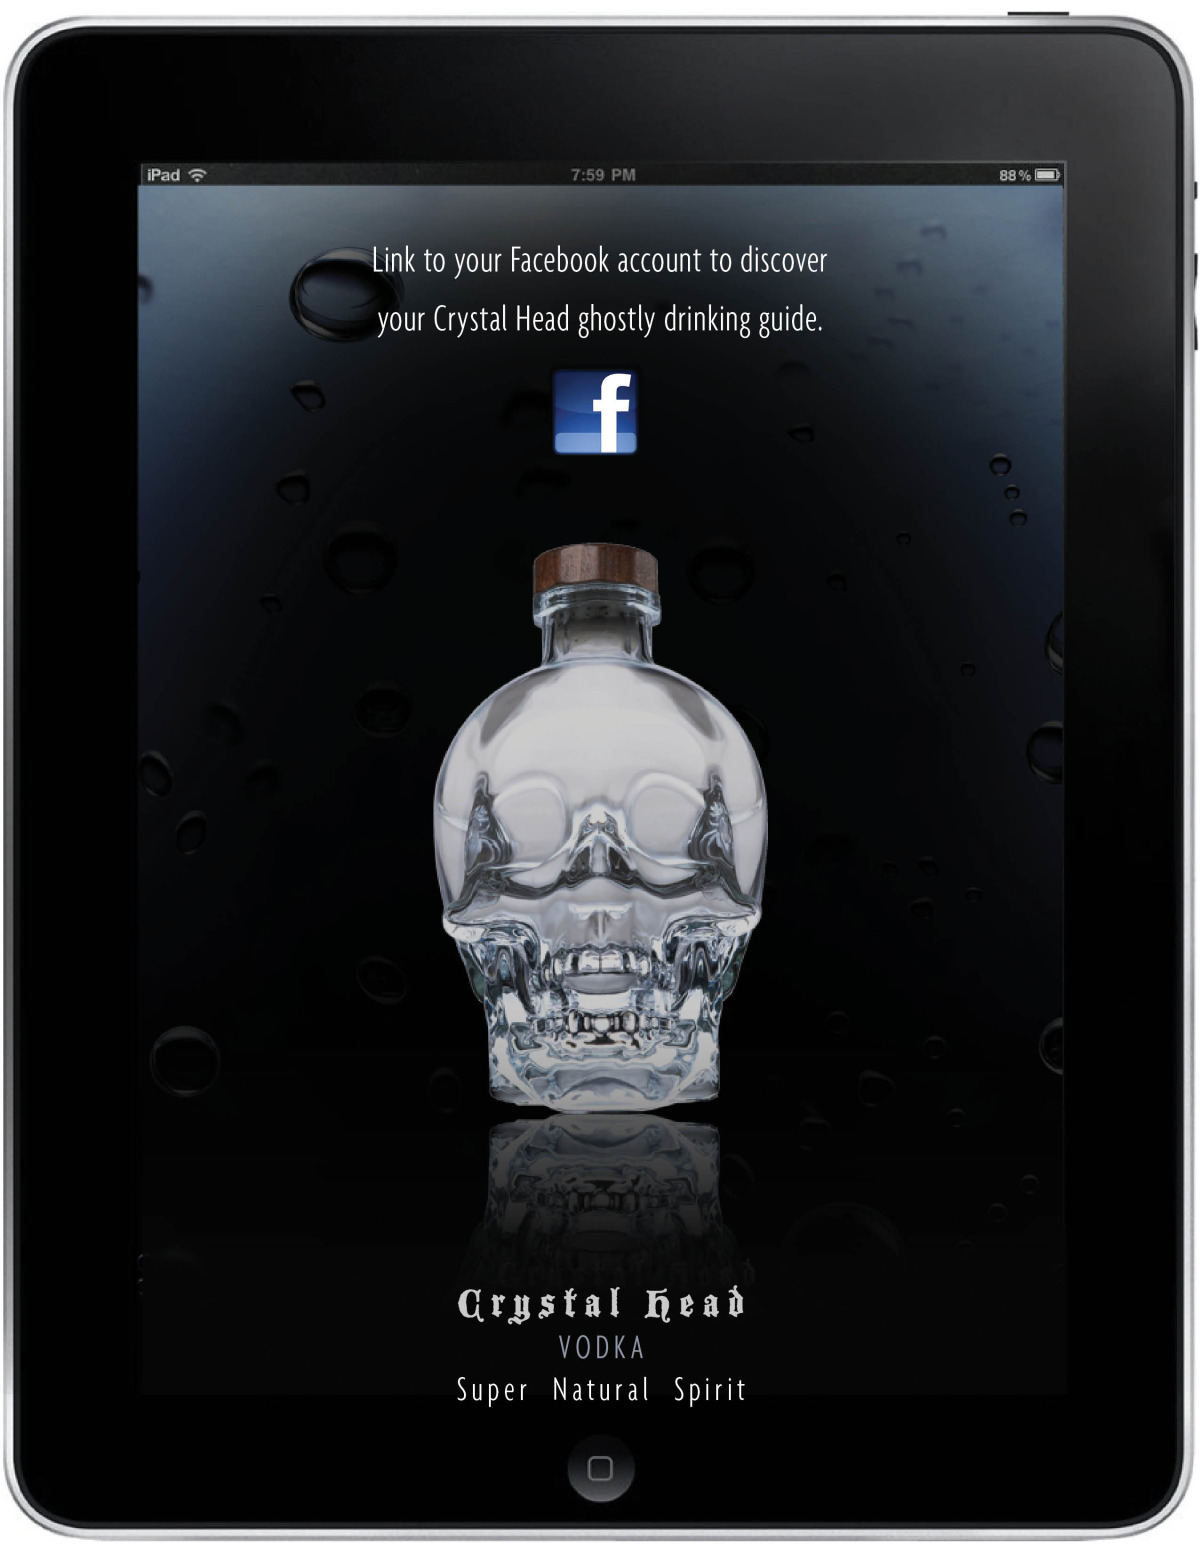 iPad
7:59 PM
88%
Link to your Facebook account to discover
your Crystal Head ghostly drinking guide.
f
Crystal Head
VODKA
Super Natural Spirit